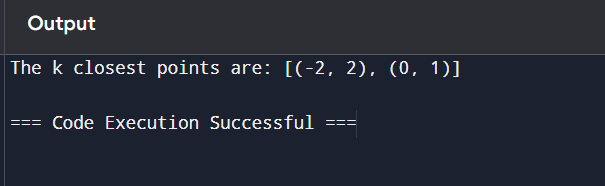 Output
The k closest points are: [(-2, 2), (0, 1)]
=== Code Execution Successful ===